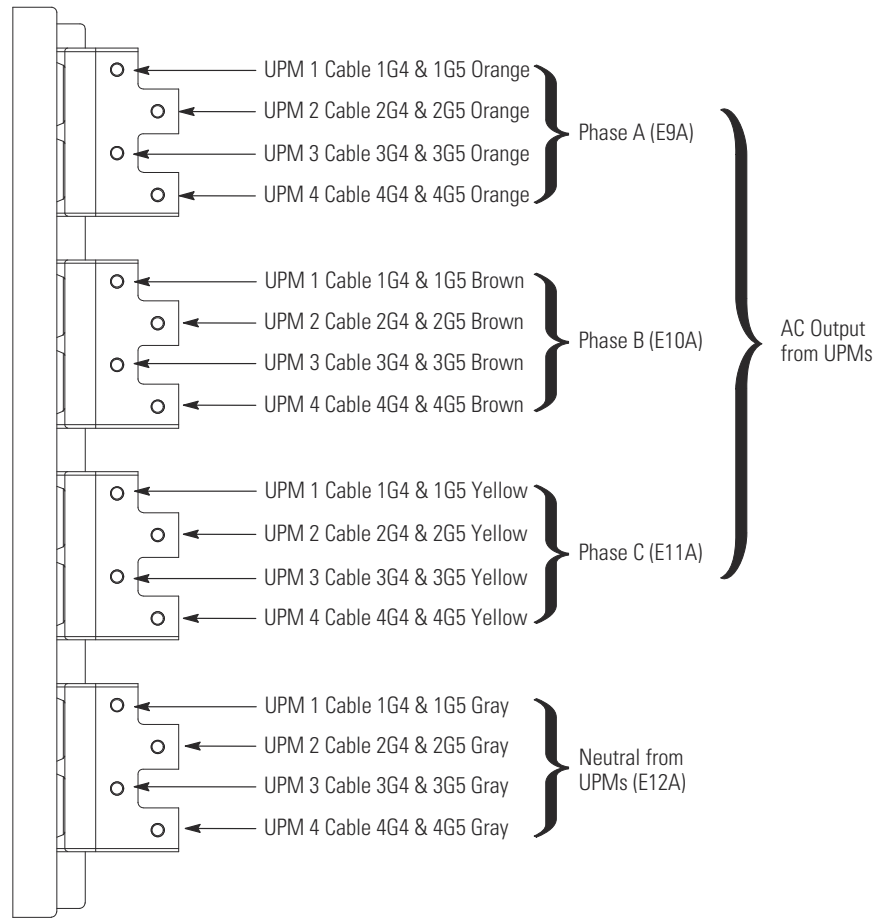 UPM 1 Cable 1G4 & 1G5 Orange
UPM 2 Cable 2G4 & 2G5 Orange
UPM 3 Cable 3G4 & 3G5 Orange
UPM 4 Cable 4G4 & 4G5 Orange
Phase A (E9A)
UPM 1 Cable 1G4 & 1G5 Brown
UPM 2 Cable 2G4 & 2G5 Brown
UPM 3 Cable 3G4 & 3G5 Brown
UPM 4 Cable 4G4 & 4G5 Brown
Phase B (E10A)
UPM 1 Cable 1G4 & 1G5 Yellow
UPM 2 Cable 2G4 & 2G5 Yellow
UPM 3 Cable 3G4 & 3G5 Yellow
UPM 4 Cable 4G4 & 4G5 Yellow
Phase C (E11A)
AC Output
from UPMs
UPM 1 Cable 1G4 & 1G5 Gray
UPM 2 Cable 2G4 & 2G5 Gray
UPM 3 Cable 3G4 & 3G5 Gray
UPM 4 Cable 4G4 & 4G5 Gray
Neutral from
UPMs (E12A)